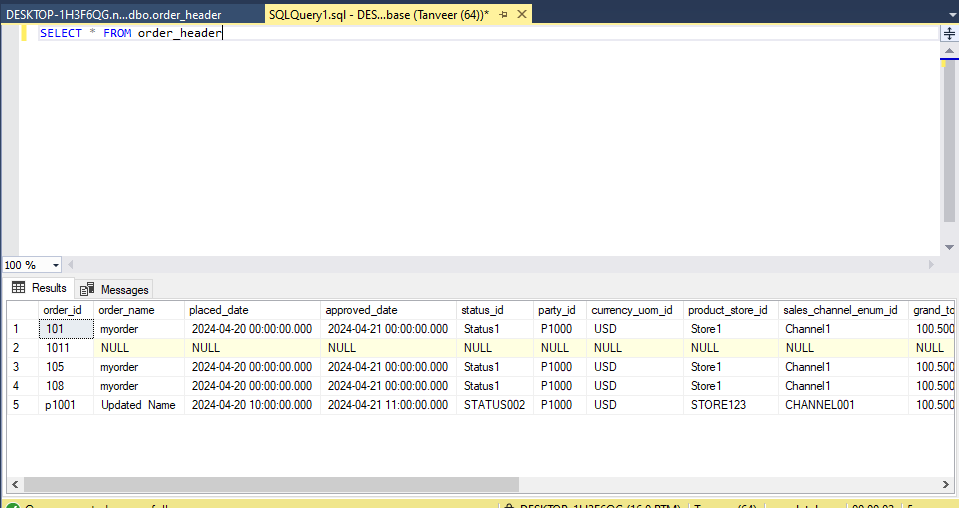 DESKTOP-1H3F6QG.n...dbo.order_header SQLQuery1.sql - DES...base (Tanveer (64))*
SELECT * FROM order_header
100 %
Results Messages
order_id order_name placed_date approved_date status_id party_id currency_uom_id product_store_id sales_channel_enum_id grand_to
1 101 myorder 2024-04-20 00:00:00.000 2024-04-21 00:00:00.000 Status1 P1000 USD Store1 Channel1 100.500
2 1011 NULL NULL NULL NULL NULL NULL NULL NULL NULL
3 105 myorder 2024-04-20 00:00:00.000 2024-04-21 00:00:00.000 Status1 P1000 USD Store1 Channel1 100.500
4 108 myorder 2024-04-20 00:00:00.000 2024-04-21 00:00:00.000 Status1 P1000 USD Store1 Channel1 100.500
5 p1001 Updated Name 2024-04-20 10:00:00.000 2024-04-21 11:00:00.000 STATUS002 P1000 USD STORE123 CHANNEL001 100.500
DESKTOP-1H3F6QG (16.0 RTM) Tanveer (64)